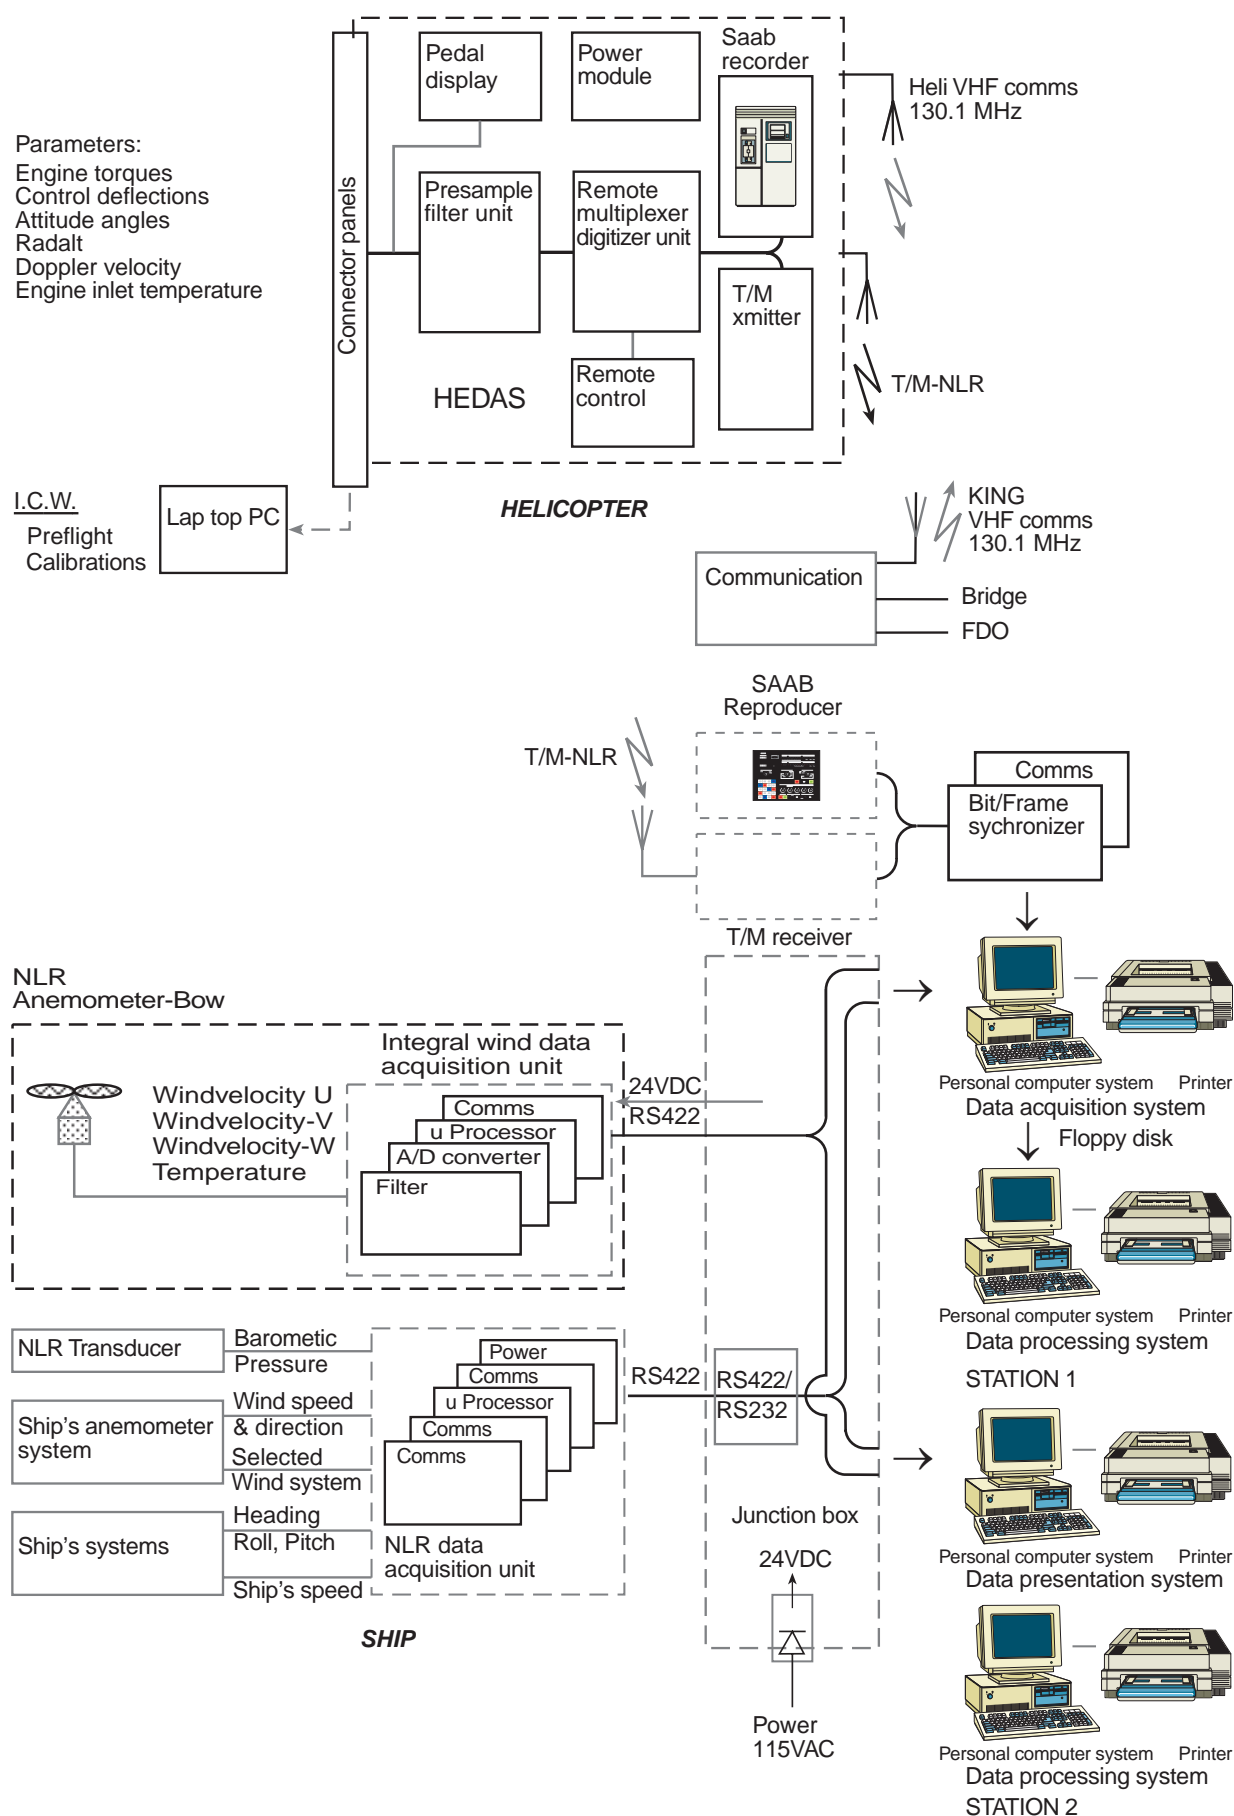 Saab
recorder
Pedal
display
Power
module
Heli VHF comms
130.1 MHz
Parameters:
Engine torques
Control deflections
Attitude angles
Radalt
Doppler velocity
Engine inlet temperature
Connector panels
Presample
filter unit
Remote
multiplexer
digitizer unit
T/M
xmitter
T/M-NLR
Remote
control
HEDAS
I.C.W.
Preflight
Calibrations
Lap top PC
HELICOPTER
KING
VHF comms
130.1 MHz
Communication
Bridge
FDO
SAAB
Reproducer
T/M-NLR
Comms
Bit/Frame
sychronizer
T/M receiver
NLR
Anemometer-Bow
Integral wind data
acquisition unit
Windvelocity U
Windvelocity-V
Windvelocity-W
Temperature
Comms
u Processor
A/D converter
Filter
24VDC
RS422
Personal computer system Printer
Data acquisition system
Floppy disk
Personal computer system Printer
Data processing system
STATION 1
NLR Transducer
Barometic
Pressure
Ship's anemometer
system
Wind speed
& direction
Selected
Wind system
Ship's systems
Heading
Roll, Pitch
Ship's speed
Power
Comms
u Processor
Comms
Comms
NLR data
acquisition unit
RS422
RS422/
RS232
Junction box
24VDC
Power
115VAC
SHIP
Personal computer system Printer
Data presentation system
Personal computer system Printer
Data processing system
STATION 2